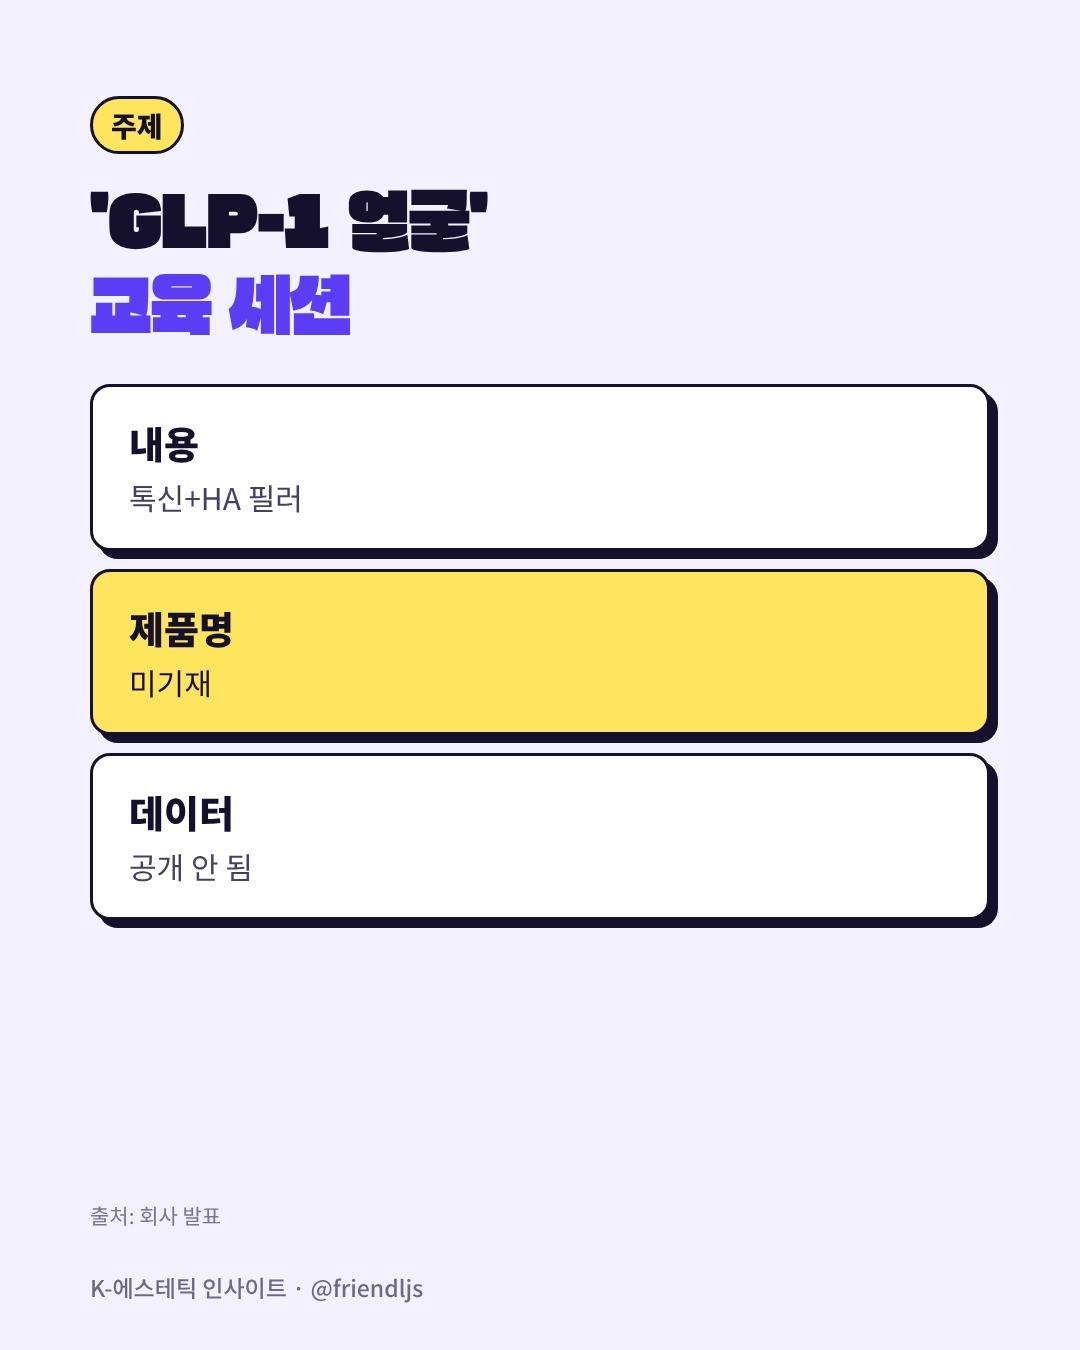 주제
'GLP-1 얼굴'
교육 세션
내용
톡신+HA 필러
제품명
미기재
데이터
공개 안 됨
출처: 회사 발표
K-에스테틱 인사이트 · @friendljs